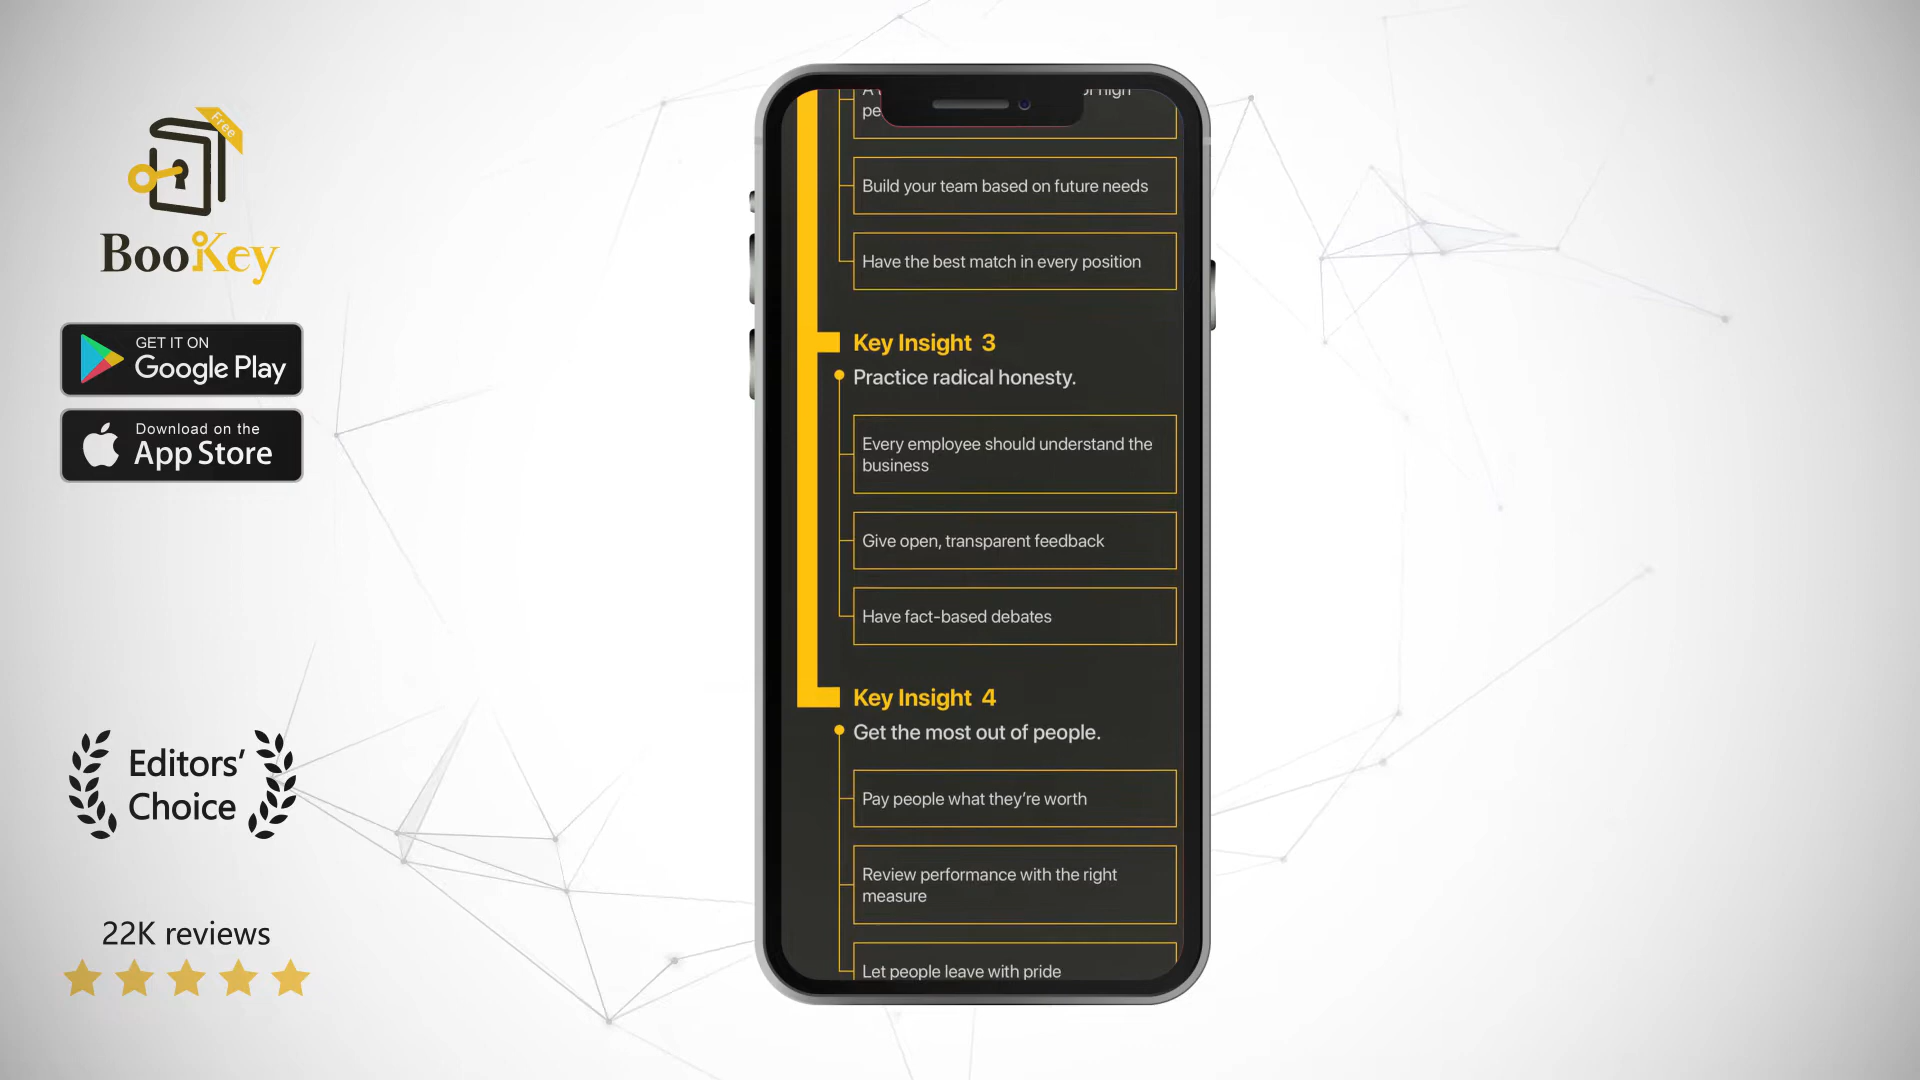 Free
BooKey
GET IT ON
Google Play
Download on the
App Store
Editors’
Choice
22K reviews
pe
Build your team based on future needs
Have the best match in every position
Key Insight 3
Practice radical honesty.
Every employee should understand the
business
Give open, transparent feedback
Have fact-based debates
Key Insight 4
Get the most out of people.
Pay people what they’re worth
Review performance with the right
measure
Let people leave with pride